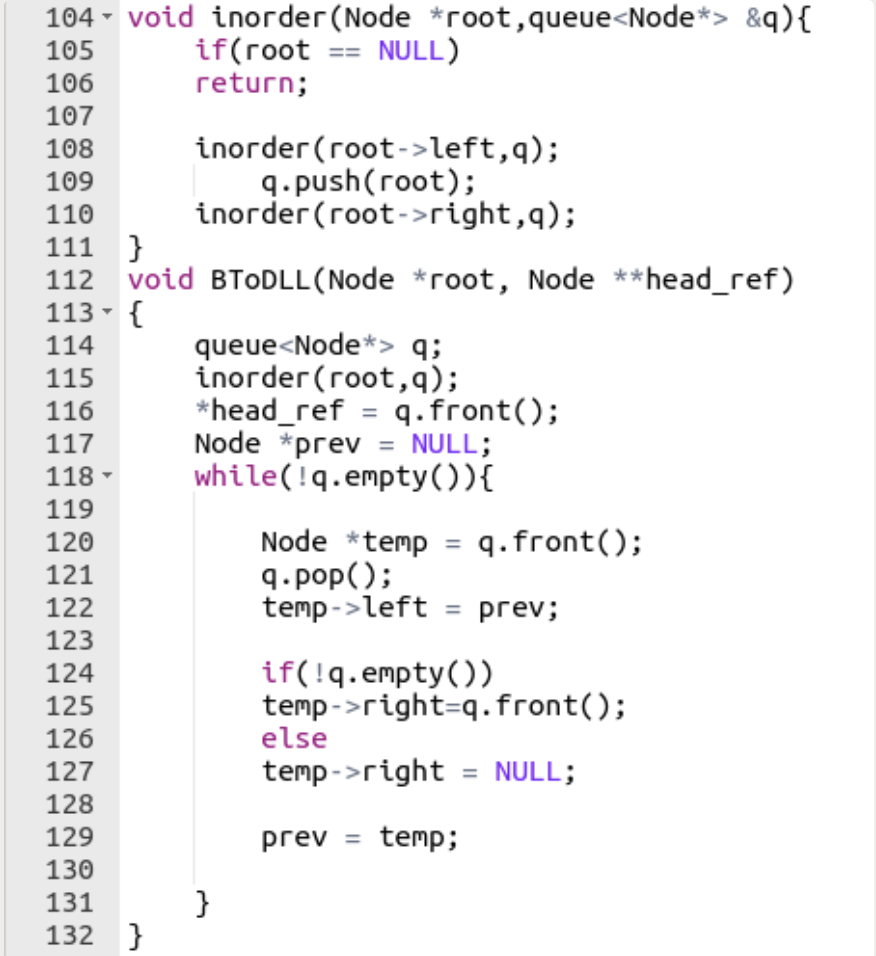 104 void inorder(Node *root,queue<Node*> &q){
105     if(root == NULL)
106     return;
107
108     inorder(root->left,q);
109         q.push(root);
110     inorder(root->right,q);
111 }
112 void BToDLL(Node *root, Node **head_ref)
113 {
114     queue<Node*> q;
115     inorder(root,q);
116     *head_ref = q.front();
117     Node *prev = NULL;
118     while(!q.empty()){
119
120         Node *temp = q.front();
121         q.pop();
122         temp->left = prev;
123
124         if(!q.empty())
125         temp->right=q.front();
126         else
127         temp->right = NULL;
128
129         prev = temp;
130
131     }
132 }